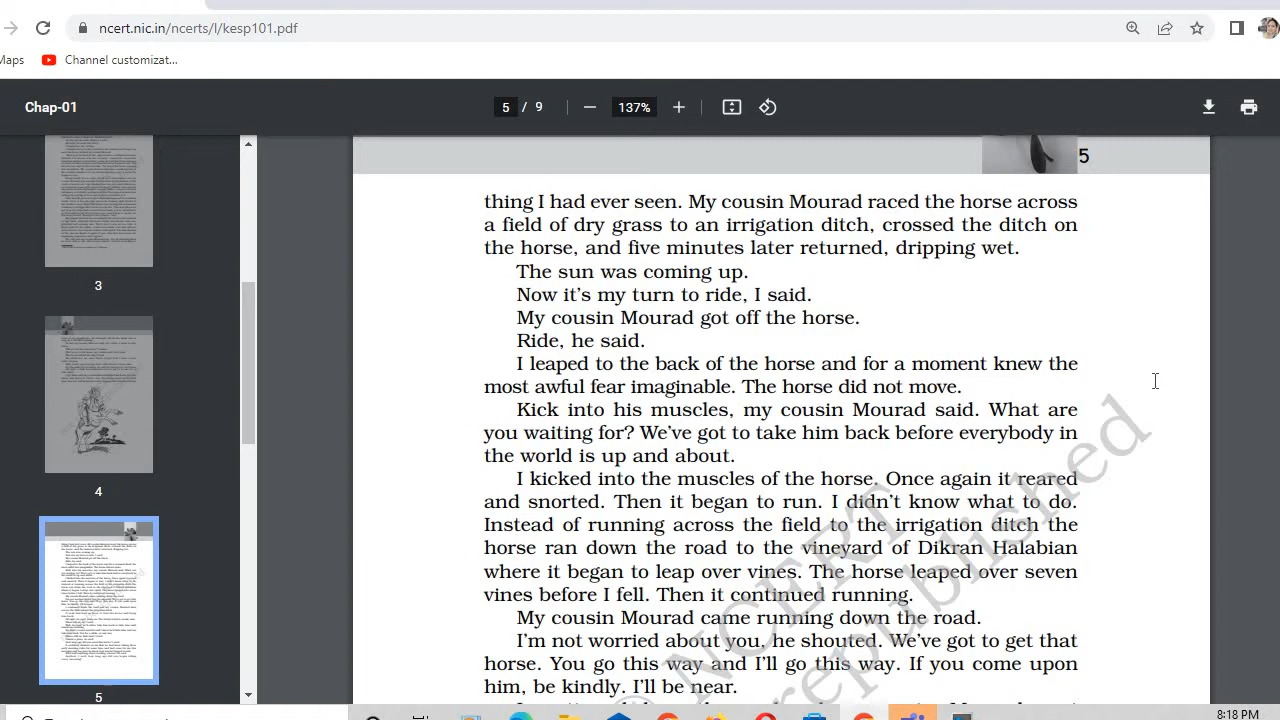 ncert.nic.in/ncerts/l/kesp101.pdf
Maps
Channel customizat...
Chap-01
5 / 9
137%
3
4
5
5
thing I had ever seen. My cousin Mourad raced the horse across
a field of dry grass to an irrigation ditch, crossed the ditch on
the horse, and five minutes later returned, dripping wet.
The sun was coming up.
Now it's my turn to ride, I said.
My cousin Mourad got off the horse.
Ride, he said.
I leaped to the back of the horse and for a moment knew the
most awful fear imaginable. The horse did not move.
Kick into his muscles, my cousin Mourad said. What are
you waiting for? We've got to take him back before everybody in
the world is up and about.
I kicked into the muscles of the horse. Once again it reared
and snorted. Then it began to run. I didn't know what to do.
Instead of running across the field to the irrigation ditch the
horse ran down the road to the vineyard of Dikran Halabian
where it began to leap over vines. The horse leaped over seven
vines before I fell. Then it continued running.
My cousin Mourad came running down the road.
I'm not worried about you, he shouted. We've got to get that
horse. You go this way and I'll go this way. If you come upon
him, be kindly. I'll be near.
© NCERT
republished
8:18 PM